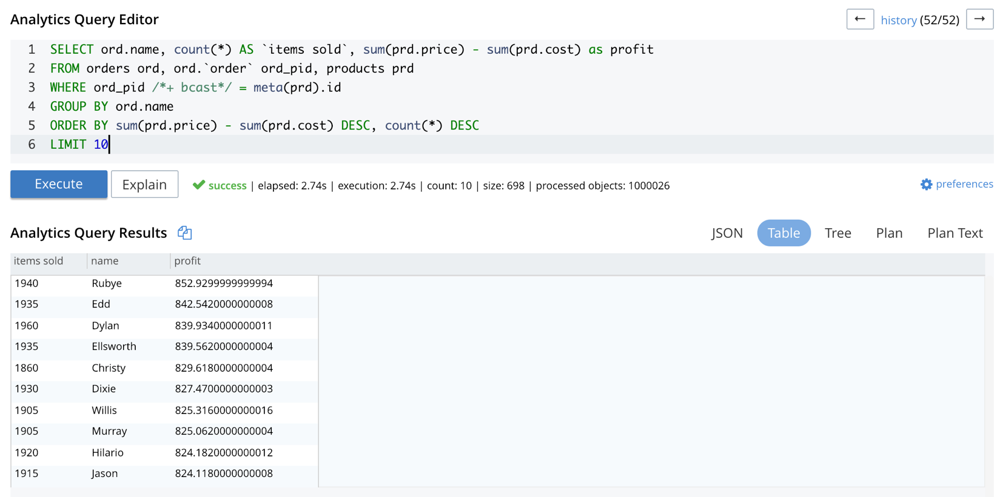 Analytics Query Editor
← history (52/52) →
1 SELECT ord.name, count(*) AS `items sold`, sum(prd.price) - sum(prd.cost) as profit
2 FROM orders ord, ord.`order` ord_pid, products prd
3 WHERE ord_pid /*+ bcast*/ = meta(prd).id
4 GROUP BY ord.name
5 ORDER BY sum(prd.price) - sum(prd.cost) DESC, count(*) DESC
6 LIMIT 10
Execute Explain success | elapsed: 2.74s | execution: 2.74s | count: 10 | size: 698 | processed objects: 1000026 preferences
Analytics Query Results JSON Table Tree Plan Plan Text
items sold name profit
1940 Rubye 852.9299999999994
1935 Edd 842.5420000000008
1960 Dylan 839.9340000000011
1935 Ellsworth 839.5620000000004
1860 Christy 829.6180000000004
1930 Dixie 827.4700000000003
1905 Willis 825.3160000000016
1905 Murray 825.0620000000004
1920 Hilario 824.1820000000012
1915 Jason 824.1180000000008